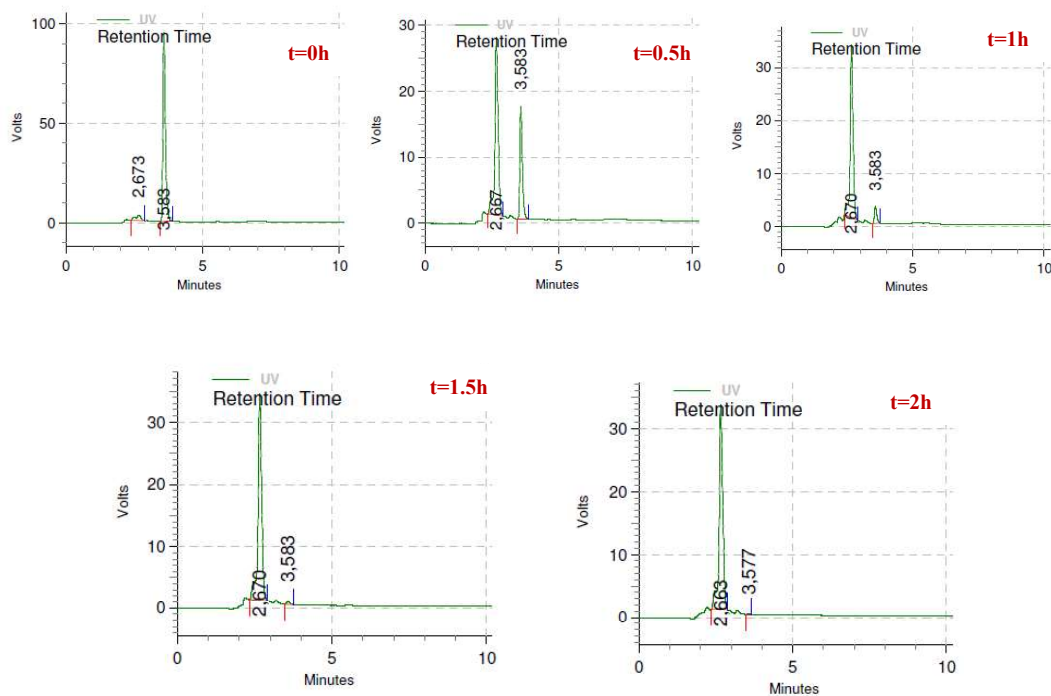 UV
Retention Time
t=0h
100
50
0
Volts
2,673
3,583
0
5
10
Minutes
UV
Retention Time
t=0.5h
30
20
10
0
Volts
2,667
3,583
0
5
10
Minutes
UV
Retention Time
t=1h
30
20
10
0
Volts
2,670
3,583
0
5
10
Minutes
UV
Retention Time
t=1.5h
30
20
10
0
Volts
2,670
3,583
0
5
10
Minutes
UV
Retention Time
t=2h
30
20
10
0
Volts
2,663
3,577
0
5
10
Minutes